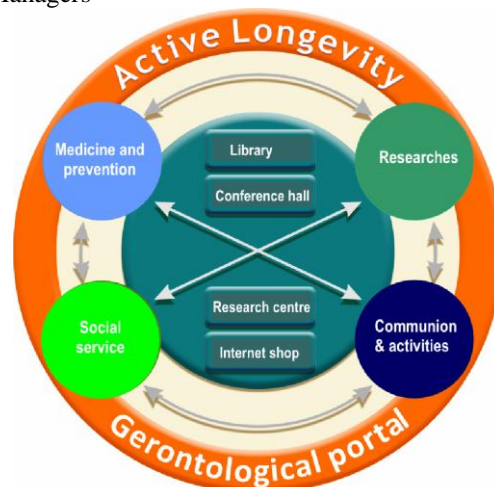 Active Longevity
Medicine and
prevention
Researches
Library
Conference hall
Research centre
Internet shop
Social
service
Communion
& activities
Gerontological portal